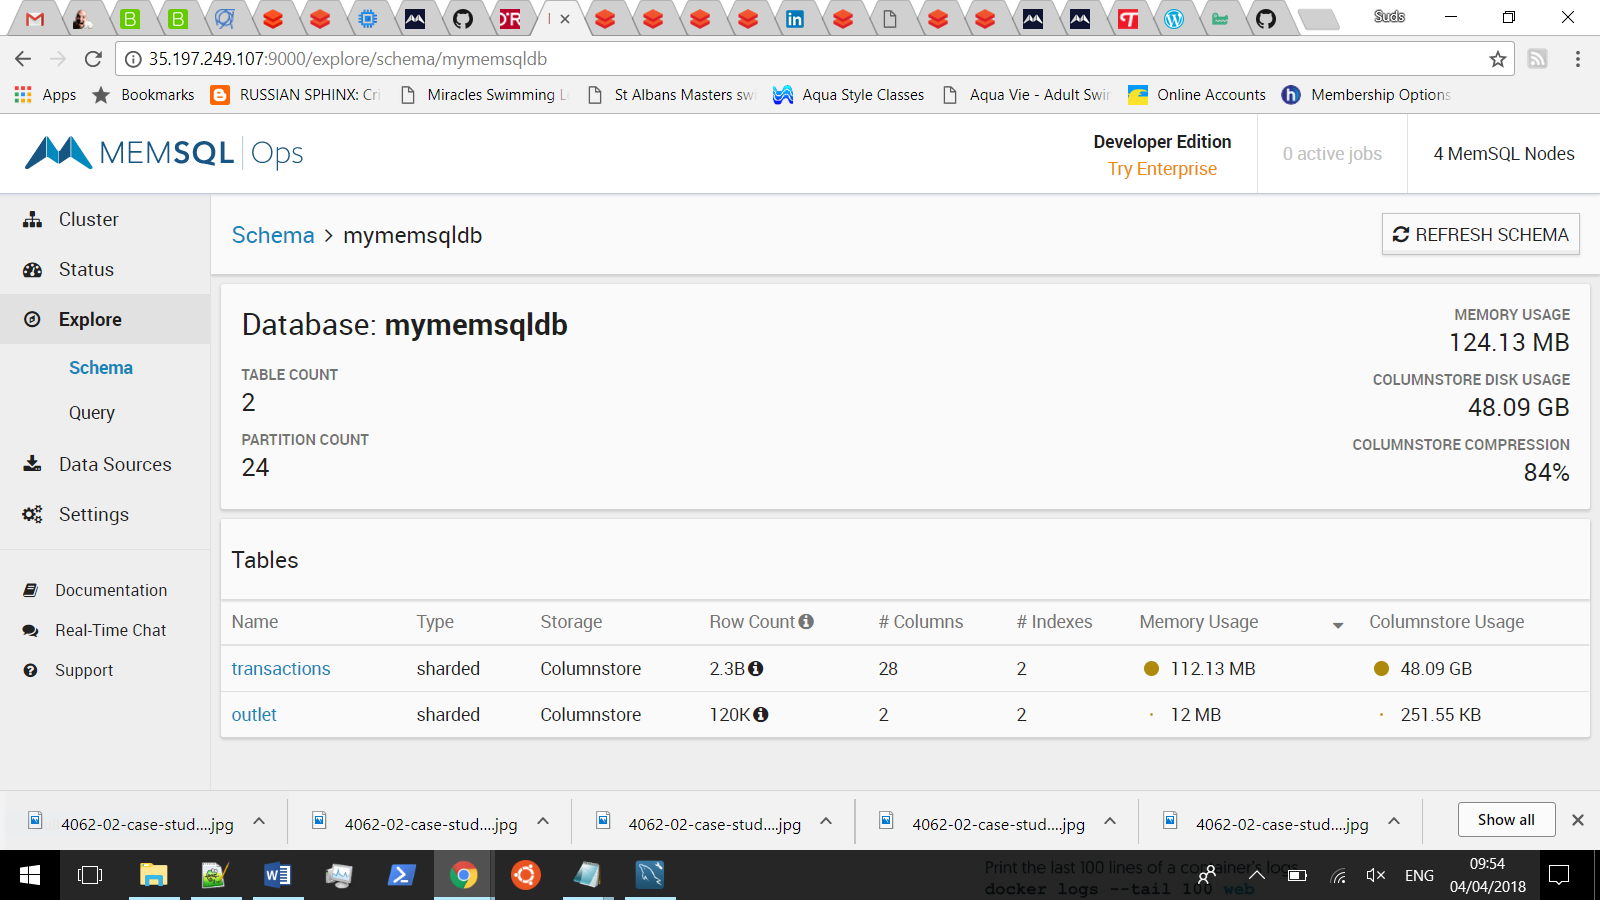 Suds
35.197.249.107:9000/explore/schema/mymemsqldb
Apps Bookmarks RUSSIAN SPHINX: Cri Miracles Swimming L St Albans Masters swi Aqua Style Classes Aqua Vie - Adult Swim Online Accounts Membership Options
MEMSQL Ops
Developer Edition
Try Enterprise
0 active jobs
4 MemSQL Nodes
Cluster
Status
Explore
Schema
Query
Data Sources
Settings
Documentation
Real-Time Chat
Support
Schema > mymemsqldb
REFRESH SCHEMA
Database: mymemsqldb
TABLE COUNT
2
PARTITION COUNT
24
MEMORY USAGE
124.13 MB
COLUMNSTORE DISK USAGE
48.09 GB
COLUMNSTORE COMPRESSION
84%
Tables
Name Type Storage Row Count # Columns # Indexes Memory Usage Columnstore Usage
transactions sharded Columnstore 2.3B 28 2 112.13 MB 48.09 GB
outlet sharded Columnstore 120K 2 2 12 MB 251.55 KB
4062-02-case-stud....jpg 4062-02-case-stud....jpg 4062-02-case-stud....jpg 4062-02-case-stud....jpg 4062-02-case-stud....jpg Show all
Print the last 100 lines of a container's logs
docker logs --tail 100 web
ENG
09:54
04/04/2018